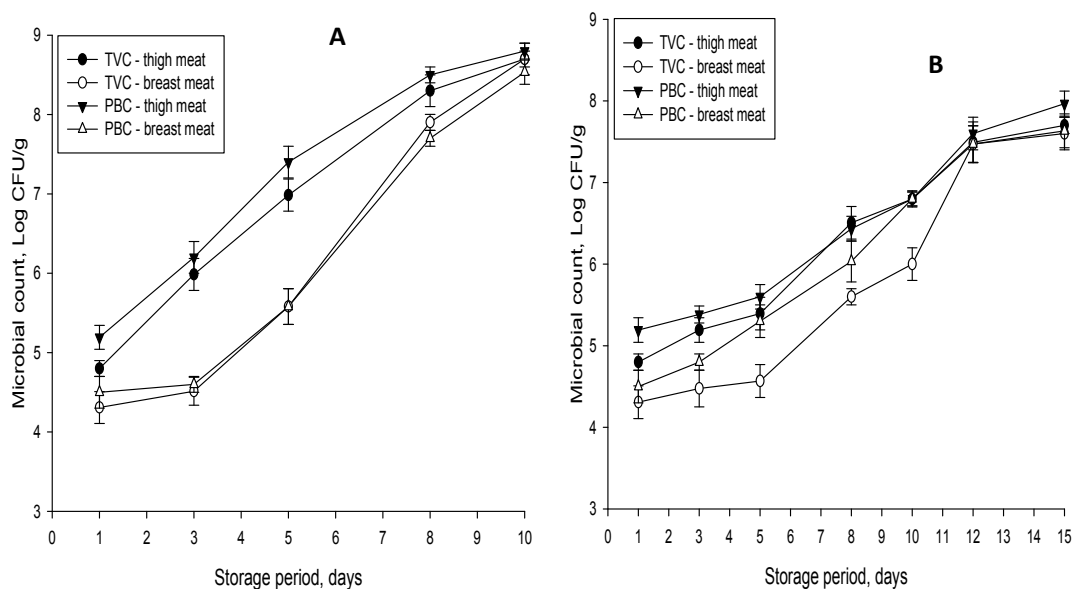 A
TVC - thigh meat
TVC - breast meat
PBC - thigh meat
PBC - breast meat
Microbial count, Log CFU/g
9
8
7
6
5
4
3
0 1 2 3 4 5 6 7 8 9 10
Storage period, days
B
TVC - thigh meat
TVC - breast meat
PBC - thigh meat
PBC - breast meat
Microbial count, Log CFU/g
9
8
7
6
5
4
3
0 1 2 3 4 5 6 7 8 9 10 11 12 13 14 15
Storage period, days